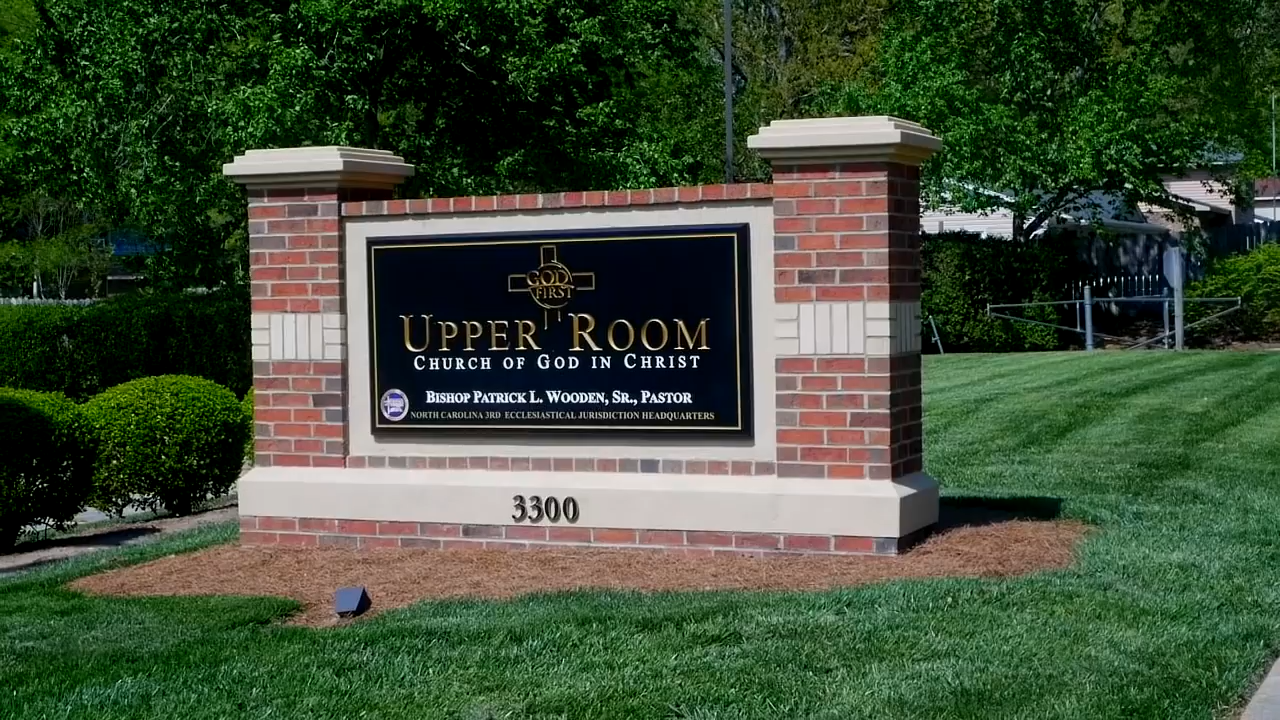 GOD
FIRST
UPPER ROOM
CHURCH OF GOD IN CHRIST
BISHOP PATRICK L. WOODEN, SR., PASTOR
NORTH CAROLINA 3RD ECCLESIASTICAL JURISDICTION HEADQUARTERS
3300